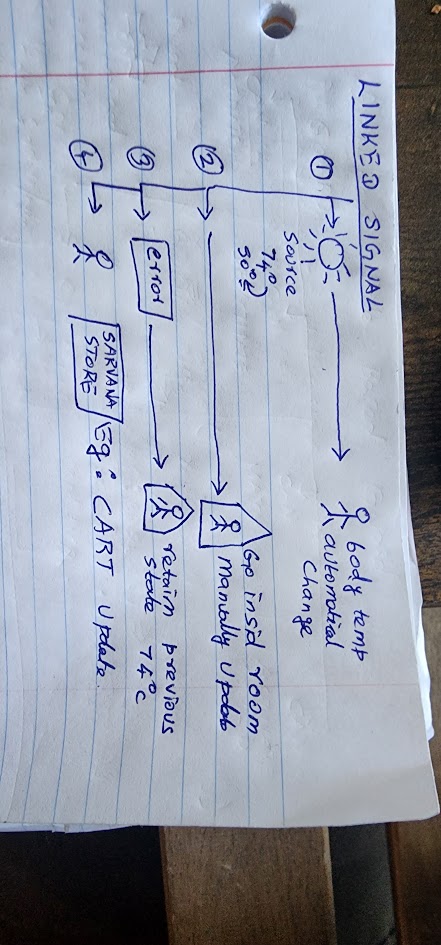 LINKED SIGNAL
①
Source
74°
90°
body temp
automatical
change
②
Go insid room
Manually update
③
error
retain previous
State 74°C
④
SARVANA
STORE
Eg: CART Update.